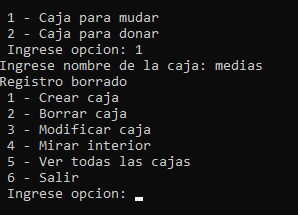 1 - Caja para mudar
2 - Caja para donar
Ingrese opcion: 1
Ingrese nombre de la caja: medias
Registro borrado
1 - Crear caja
2 - Borrar caja
3 - Modificar caja
4 - Mirar interior
5 - Ver todas las cajas
6 - Salir
Ingrese opcion: